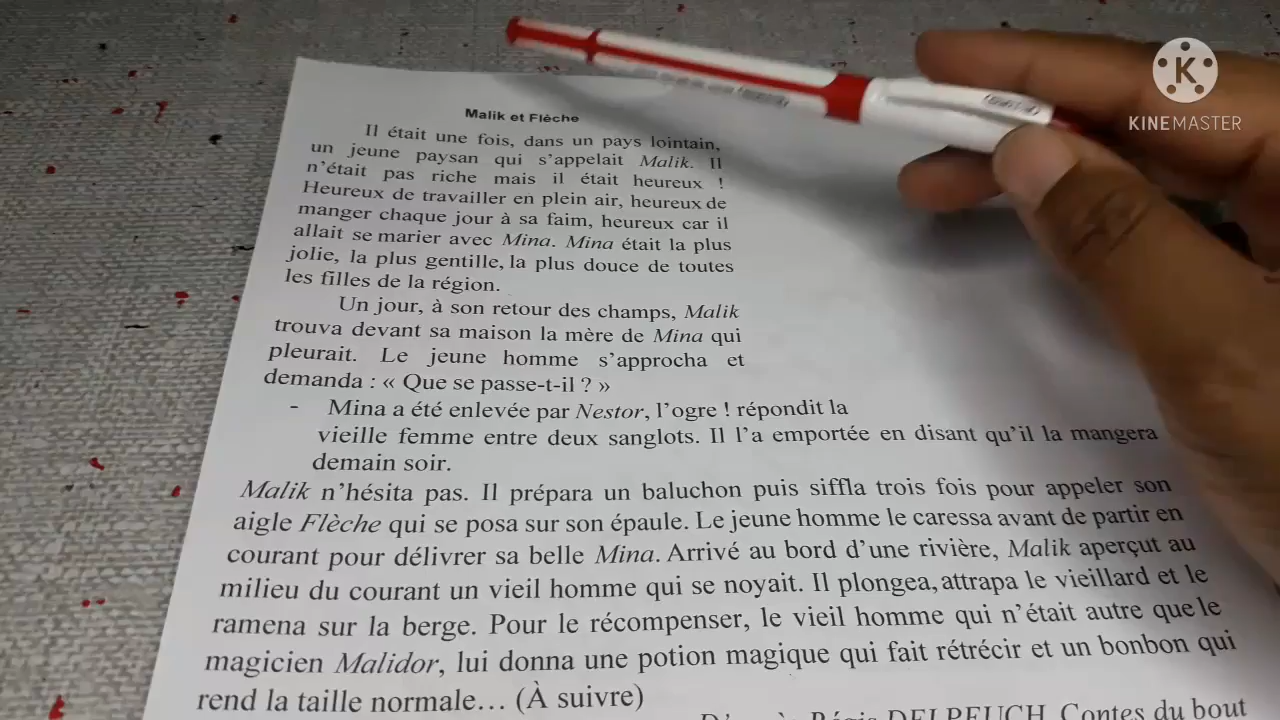 KINEMASTER
Malik et Flèche
Il était une fois, dans un pays lointain,
un jeune paysan qui s'appelait Malik. Il
n'était pas riche mais il était heureux !
Heureux de travailler en plein air, heureux de
manger chaque jour à sa faim, heureux car il
allait se marier avec Mina. Mina était la plus
jolie, la plus gentille, la plus douce de toutes
les filles de la région.
Un jour, à son retour des champs, Malik
trouva devant sa maison la mère de Mina qui
pleurait. Le jeune homme s'approcha et
demanda : « Que se passe-t-il ? »
- Mina a été enlevée par Nestor, l'ogre ! répondit la
vieille femme entre deux sanglots. Il l'a emportée en disant qu'il la mangera
demain soir.
Malik n'hésita pas. Il prépara un baluchon puis siffla trois fois pour appeler son
aigle Flèche qui se posa sur son épaule. Le jeune homme le caressa avant de partir en
courant pour délivrer sa belle Mina. Arrivé au bord d'une rivière, Malik aperçut au
milieu du courant un vieil homme qui se noyait. Il plongea, attrapa le vieillard et le
ramena sur la berge. Pour le récompenser, le vieil homme qui n'était autre que le
magicien Malidor, lui donna une potion magique qui fait rétrécir et un bonbon qui
rend la taille normale… (À suivre)
D'après Régis DELPEUCH, Contes du bout